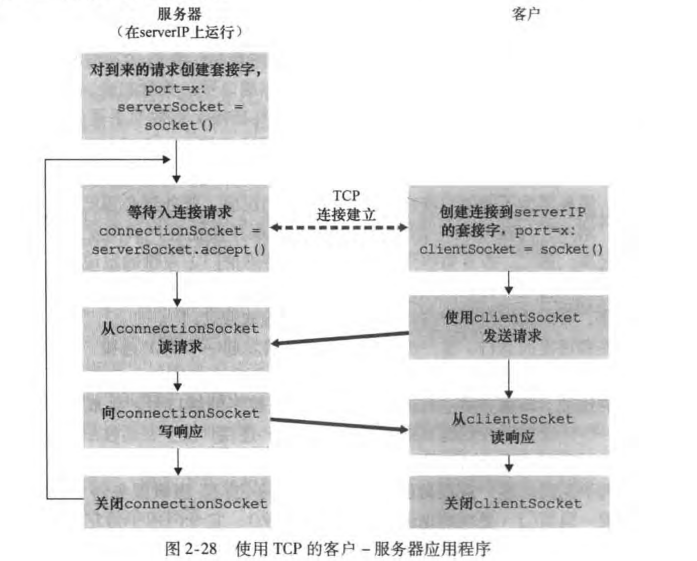 服务器
(在serverIP上运行)
客户
对到来的请求创建套接字,
port=x:
serverSocket =
socket()
等待入连接请求
connectionSocket =
serverSocket.accept()
TCP
连接建立
创建连接到serverIP
的套接字,port=x:
clientSocket = socket()
从connectionSocket
读请求
使用clientSocket
发送请求
向connectionSocket
写响应
从clientSocket
读响应
关闭connectionSocket
关闭clientSocket
图 2-28 使用 TCP 的客户 – 服务器应用程序